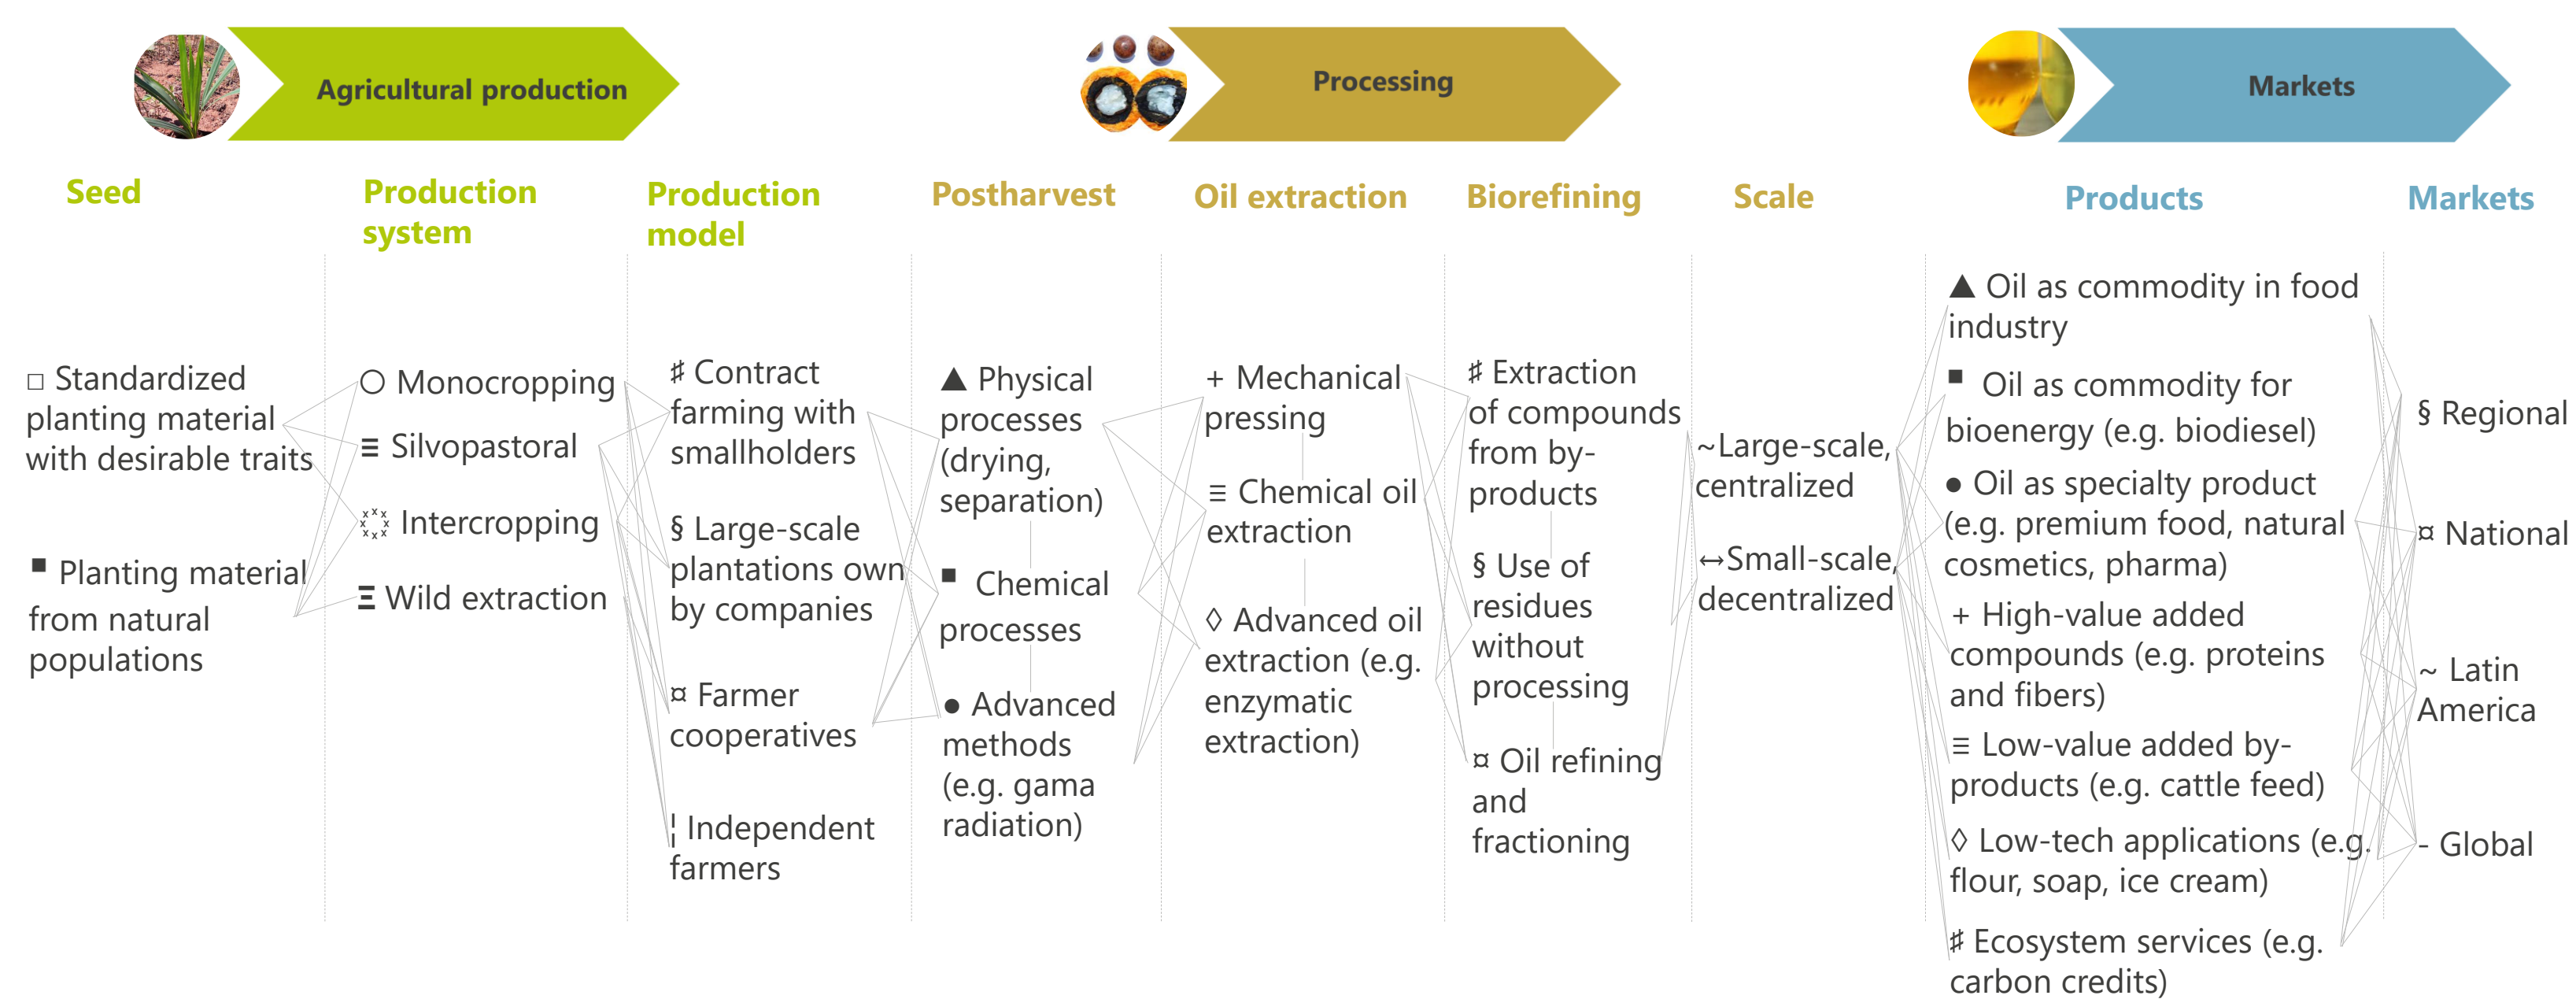 Agricultural production
Processing
Markets
Seed
Production
system
Production
model
Postharvest
Oil extraction
Biorefining
Scale
Products
Markets
□ Standardized
planting material
with desirable traits
■ Planting material
from natural
populations
○ Monocropping
≡ Silvopastoral
Intercropping
Ξ Wild extraction
♯ Contract
farming with
smallholders
§ Large-scale
plantations own
by companies
¤ Farmer
cooperatives
¦ Independent
farmers
▲ Physical
processes
(drying,
separation)
■ Chemical
processes
● Advanced
methods
(e.g. gama
radiation)
+ Mechanical
pressing
≡ Chemical oil
extraction
◊ Advanced oil
extraction (e.g.
enzymatic
extraction)
♯ Extraction
of compounds
from by-
products
§ Use of
residues
without
processing
¤ Oil refining
and
fractioning
~Large-scale,
centralized
↔Small-scale,
decentralized
▲ Oil as commodity in food
industry
■ Oil as commodity for
bioenergy (e.g. biodiesel)
● Oil as specialty product
(e.g. premium food, natural
cosmetics, pharma)
+ High-value added
compounds (e.g. proteins
and fibers)
≡ Low-value added by-
products (e.g. cattle feed)
◊ Low-tech applications (e.g.
flour, soap, ice cream)
♯ Ecosystem services (e.g.
carbon credits)
§ Regional
¤ National
~ Latin
America
- Global